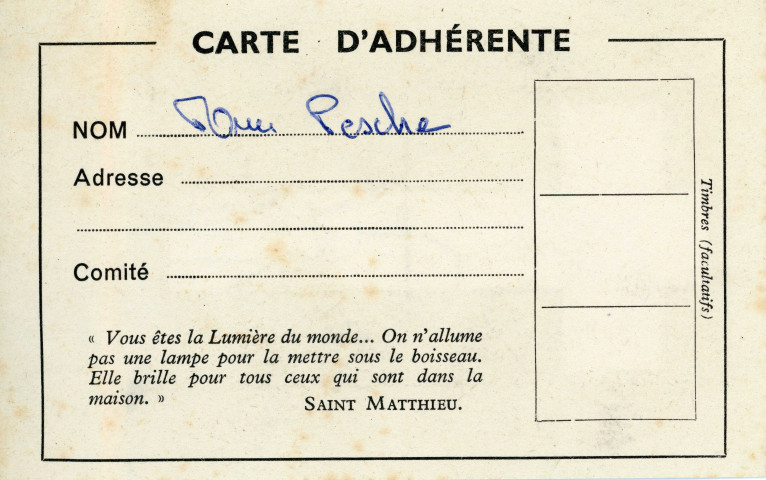 CARTE D'ADHÉRENTE
NOM Pesche
Adresse
Comité
Timbres (facultatifs)
« Vous êtes la Lumière du monde... On n'allume
pas une lampe pour la mettre sous le boisseau.
Elle brille pour tous ceux qui sont dans la
maison. »
SAINT MATTHIEU.